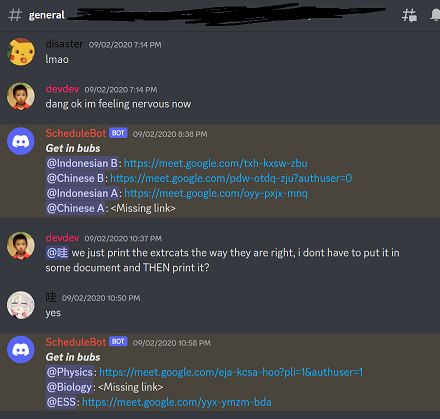 # general
disaster 09/02/2020 7:14 PM
lmao
devdev 09/02/2020 7:14 PM
dang ok im feeling nervous now
ScheduleBot BOT 09/02/2020 8:38 PM
Get in bubs
@Indonesian B: https://meet.google.com/txh-kxsw-zbu
@Chinese B: https://meet.google.com/pdw-otdq-zju?authuser=0
@Indonesian A: https://meet.google.com/oyy-pxjx-mnq
@Chinese A: <Missing link>
devdev 09/02/2020 10:37 PM
@哇 we just print the extrcats the way they are right, i dont have to put it in
some document and THEN print it?
哇 09/02/2020 10:50 PM
yes
ScheduleBot BOT 09/02/2020 10:58 PM
Get in bubs
@Physics: https://meet.google.com/eja-kcsa-hoo?pli=1&authuser=1
@Biology: <Missing link>
@ESS: https://meet.google.com/yyx-ymzm-bda